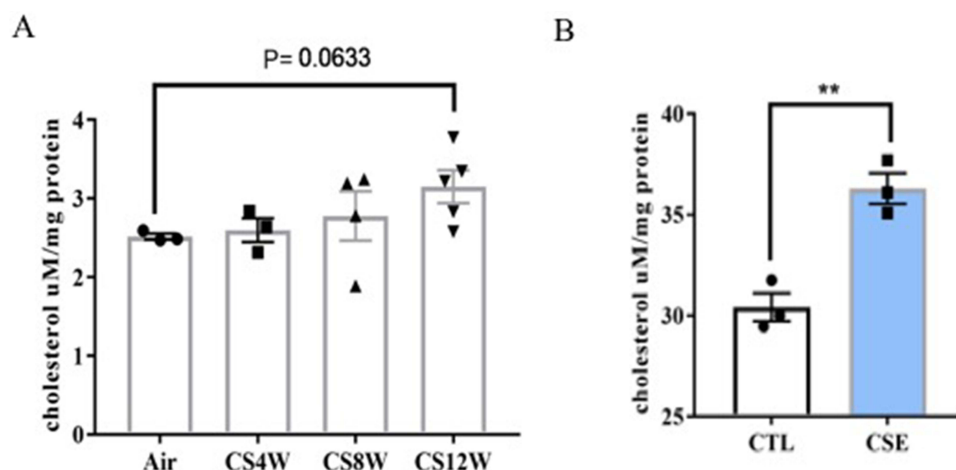 A
P= 0.0633
cholesterol uM/mg protein
4
3
2
1
0
Air CS4W CS8W CS12W
B
**
cholesterol uM/mg protein
40
35
30
25
CTL CSE